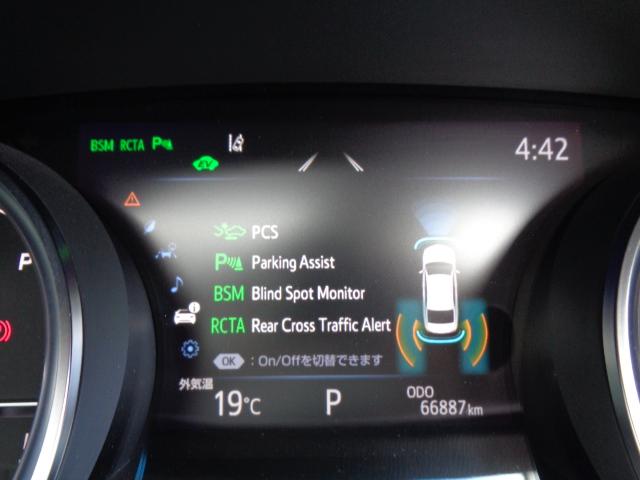 BSM RCTA P
EV
4:42
PCS
P Parking Assist
BSM Blind Spot Monitor
RCTA Rear Cross Traffic Alert
OK : On/Offを切替できます
外気温
19℃
P
ODO
66887km
P